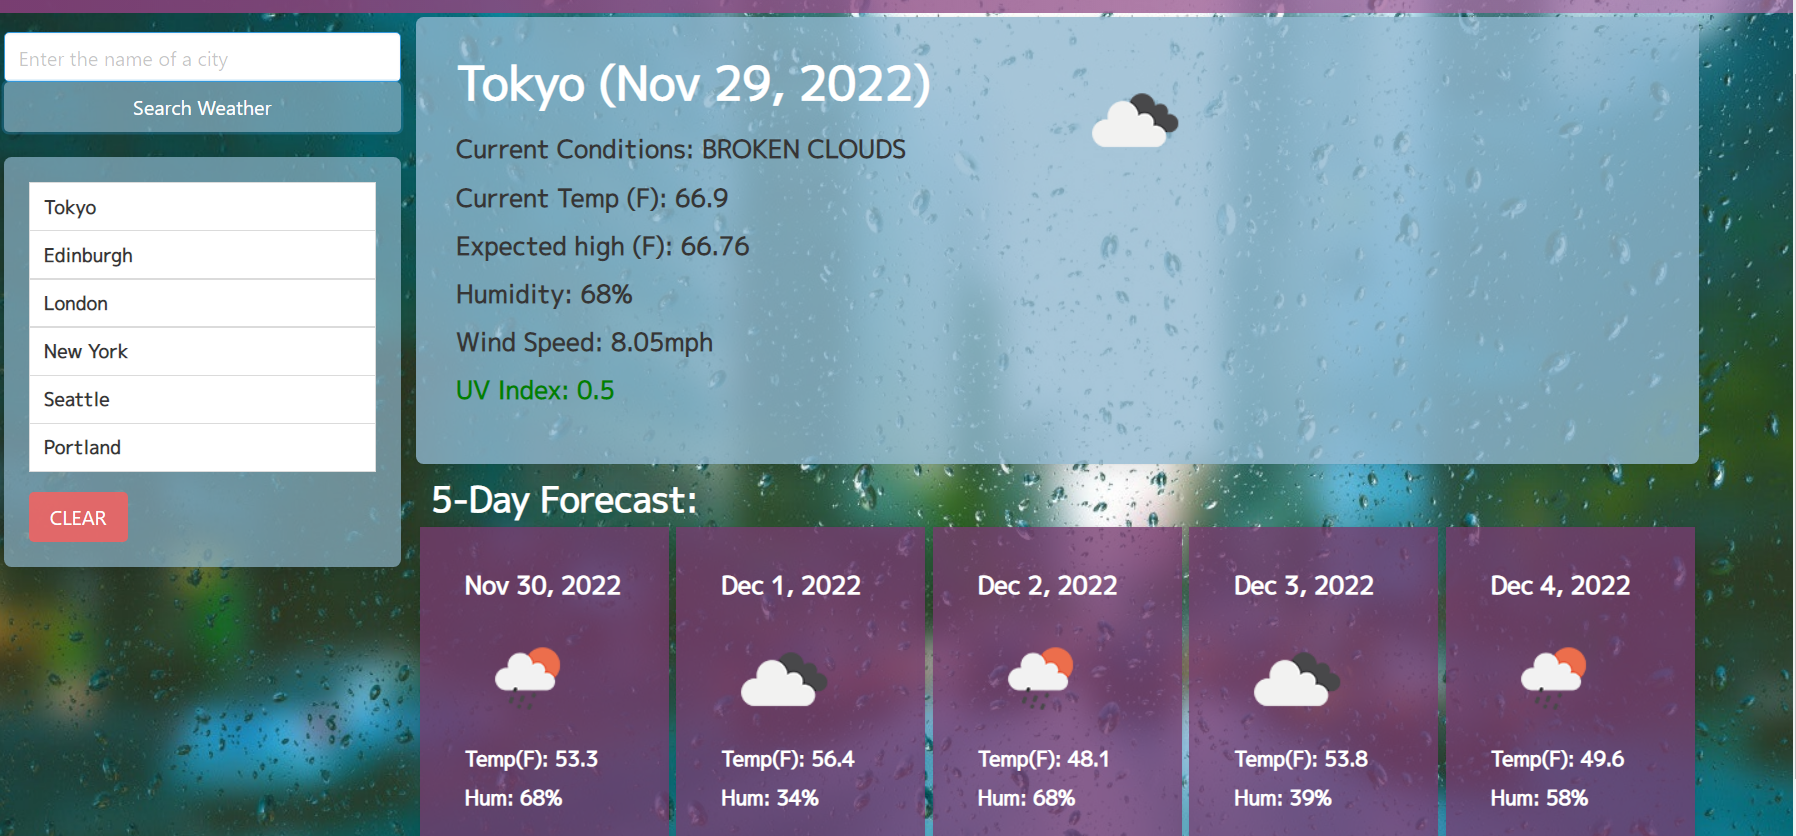 Enter the name of a city
Search Weather
Tokyo
Edinburgh
London
New York
Seattle
Portland
CLEAR
Tokyo (Nov 29, 2022)
Current Conditions: BROKEN CLOUDS
Current Temp (F): 66.9
Expected high (F): 66.76
Humidity: 68%
Wind Speed: 8.05mph
UV Index: 0.5
5-Day Forecast:
Nov 30, 2022
Temp(F): 53.3
Hum: 68%
Dec 1, 2022
Temp(F): 56.4
Hum: 34%
Dec 2, 2022
Temp(F): 48.1
Hum: 68%
Dec 3, 2022
Temp(F): 53.8
Hum: 39%
Dec 4, 2022
Temp(F): 49.6
Hum: 58%